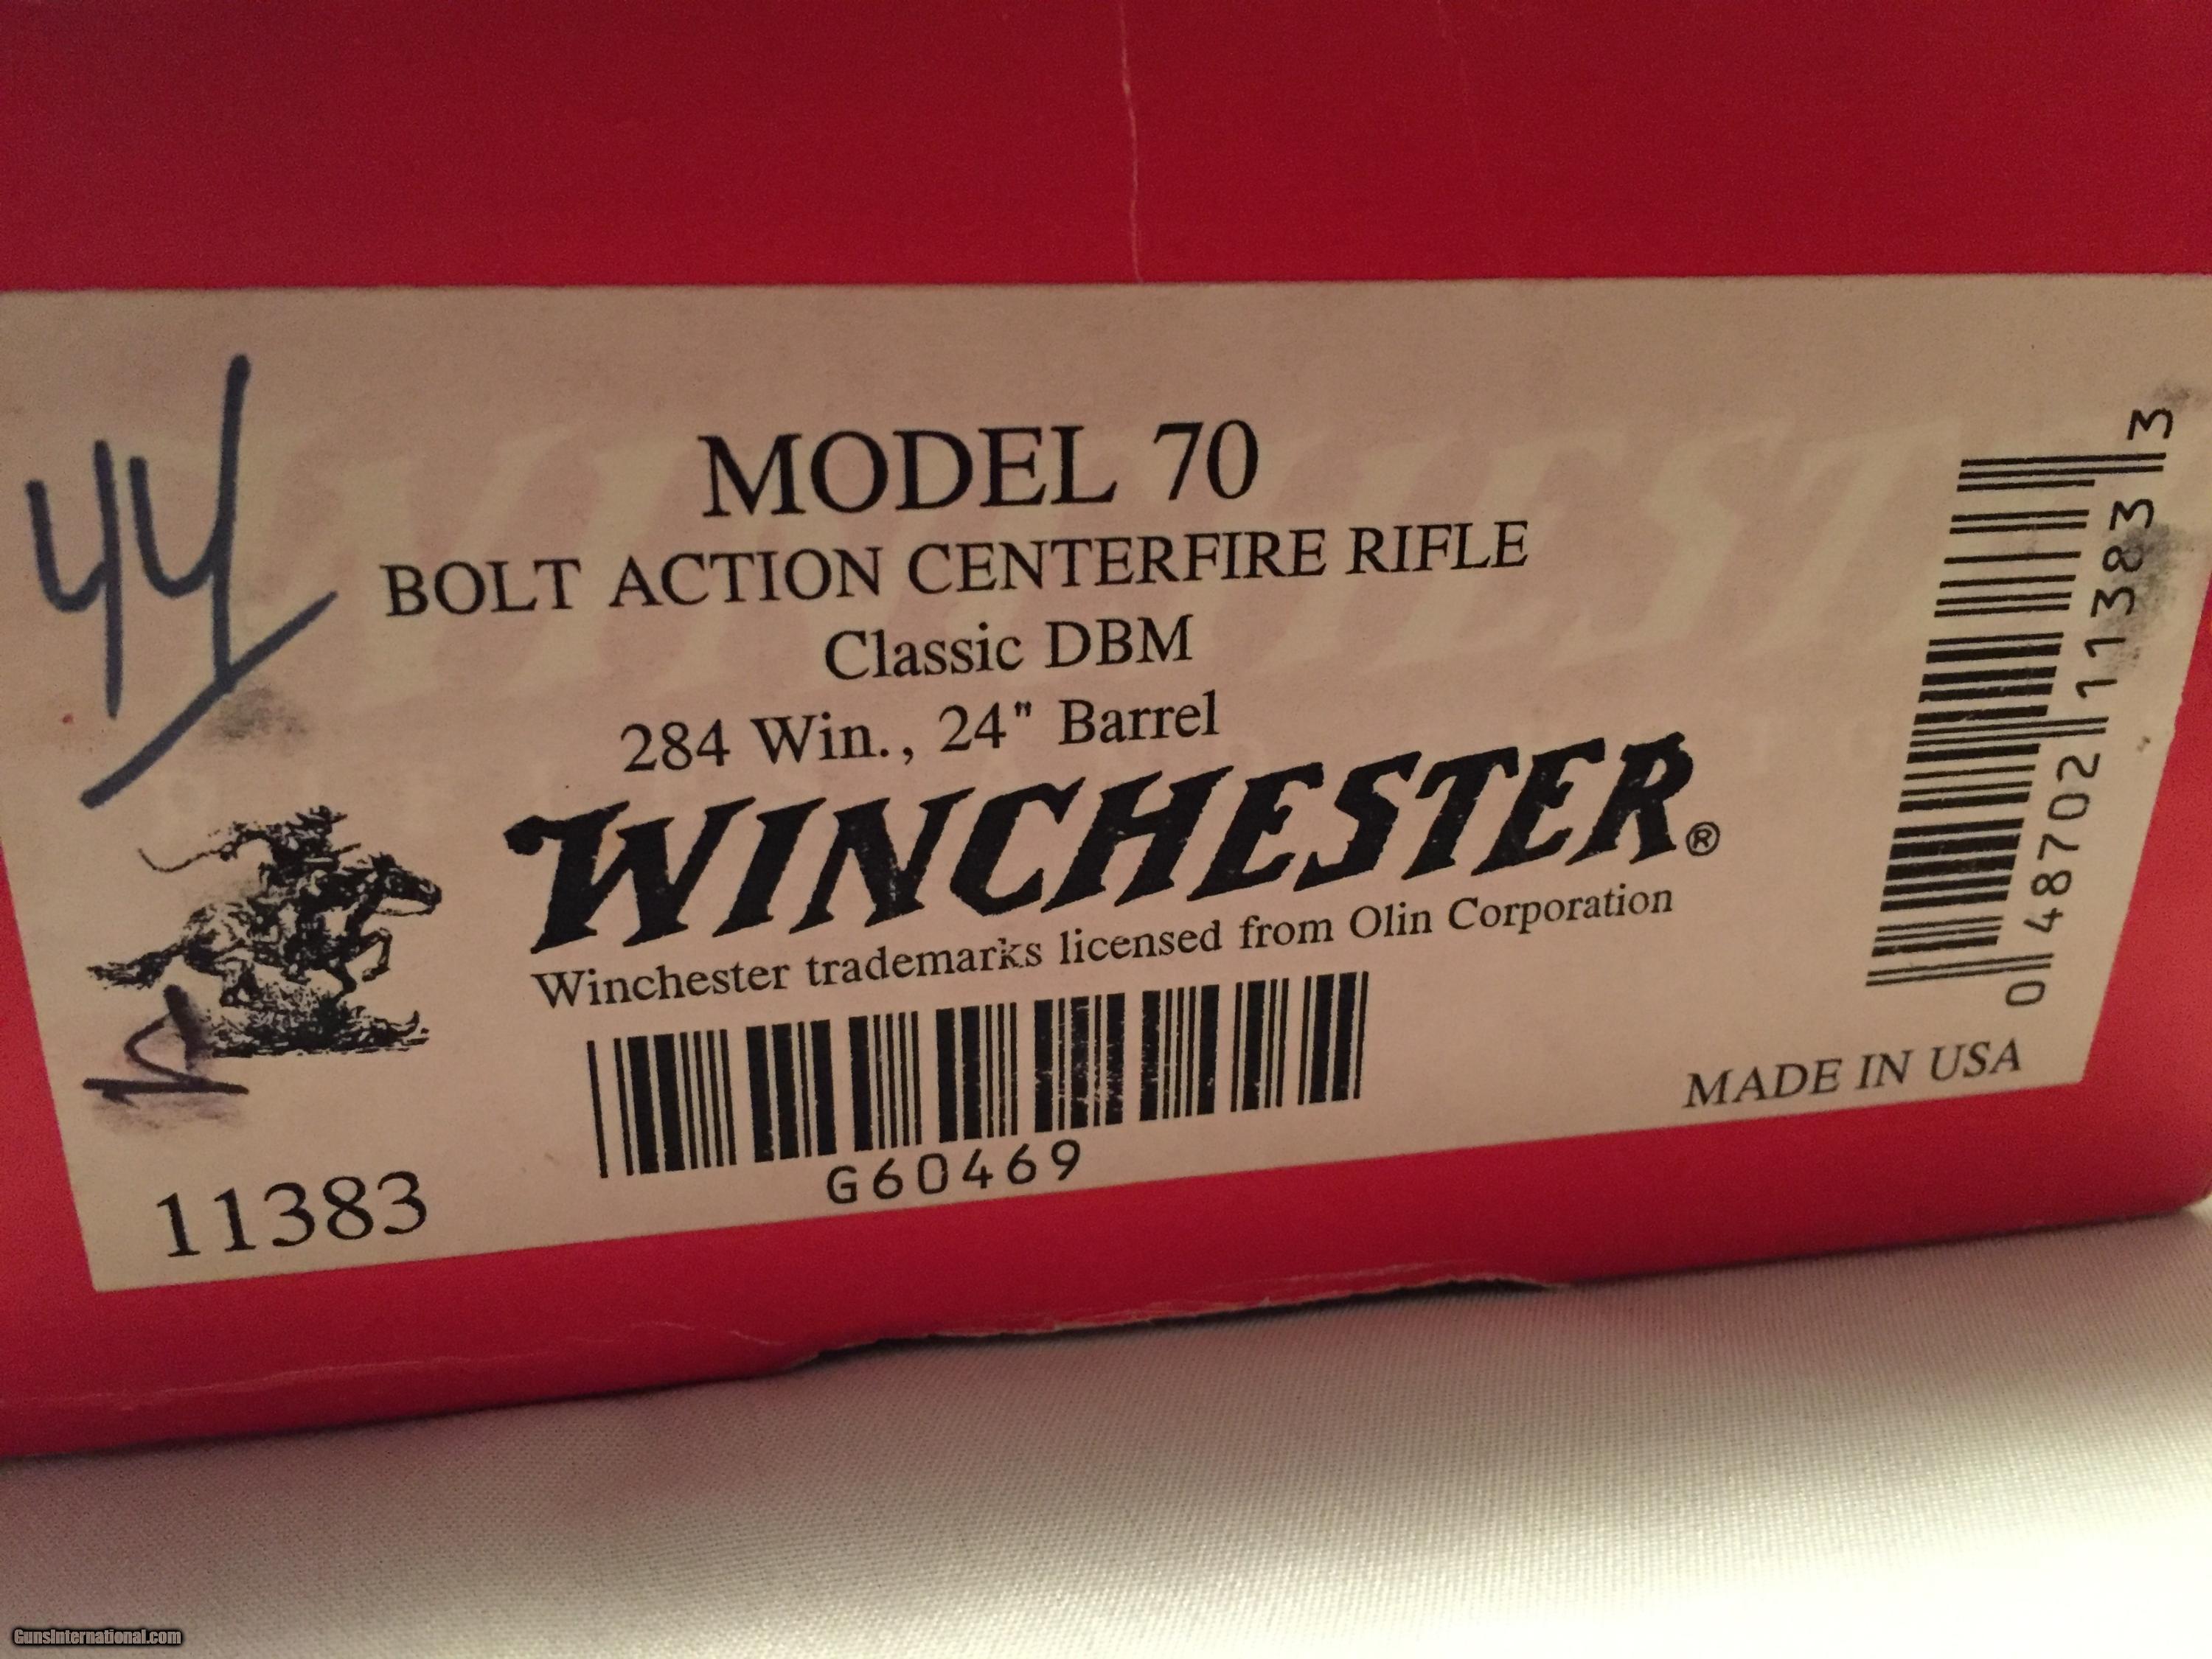 44
MODEL 70
BOLT ACTION CENTERFIRE RIFLE
Classic DBM
284 Win., 24" Barrel
WINCHESTER®
Winchester trademarks licensed from Olin Corporation
G60469
11383
0 48702 11383 3
MADE IN USA
GunsInternational.com